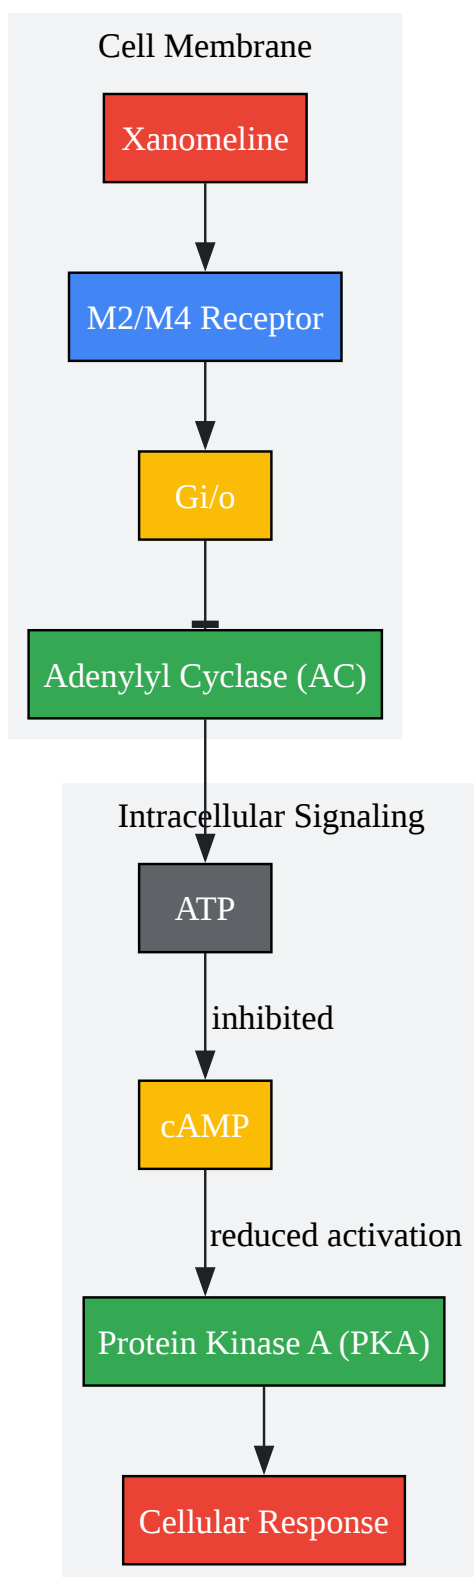 Cell Membrane
Xanomeline
M2/M4 Receptor
Gi/o
Adenylyl Cyclase (AC)
Intracellular Signaling
ATP
inhibited
cAMP
reduced activation
Protein Kinase A (PKA)
Cellular Response